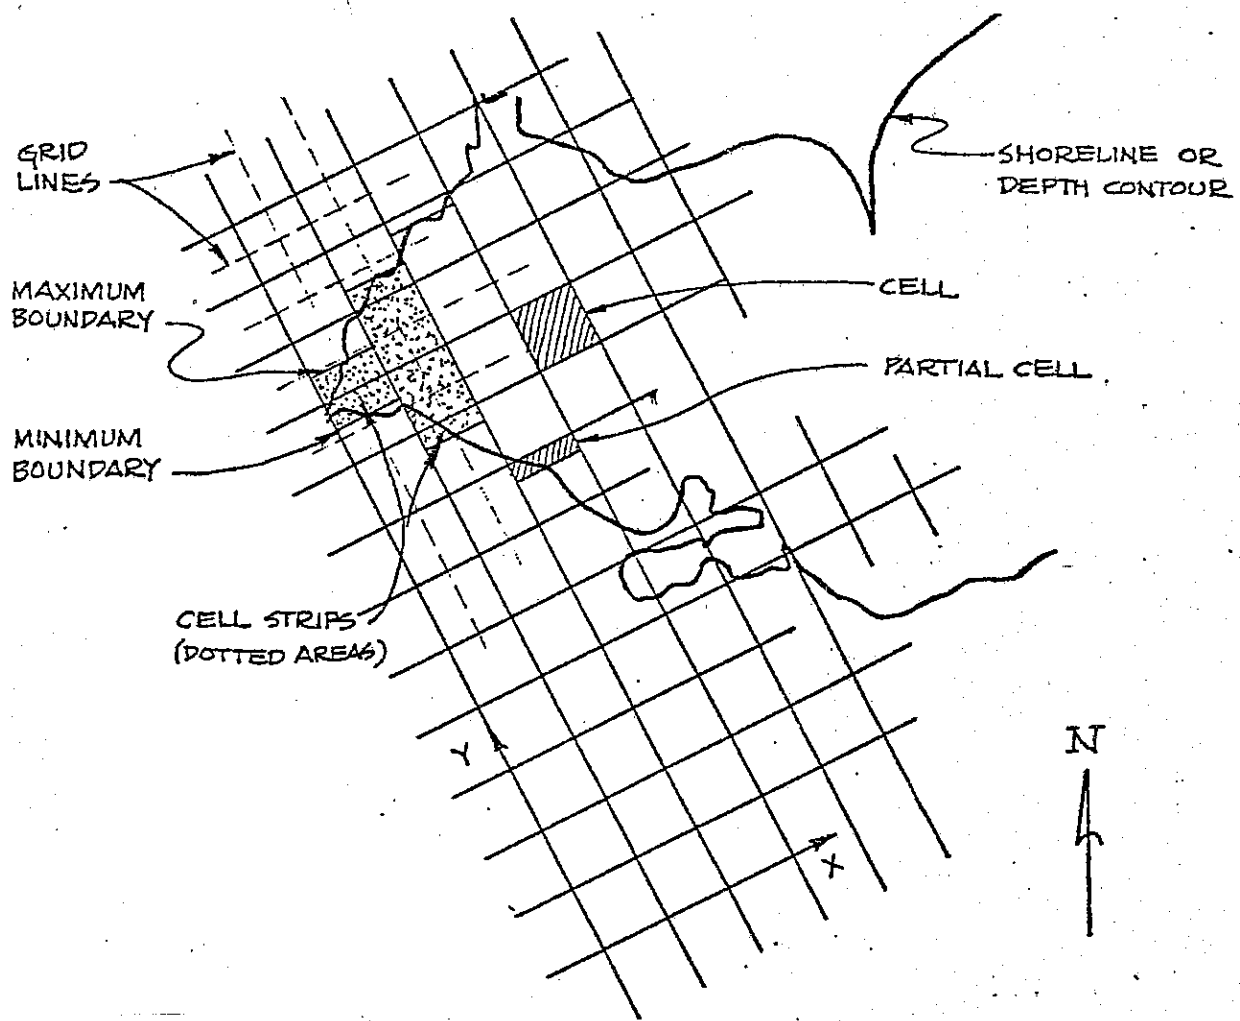 GRID
LINES
SHORELINE OR
DEPTH CONTOUR
MAXIMUM
BOUNDARY
CELL
PARTIAL CELL
MINIMUM
BOUNDARY
CELL STRIPS
(DOTTED AREAS)
Y
N
X